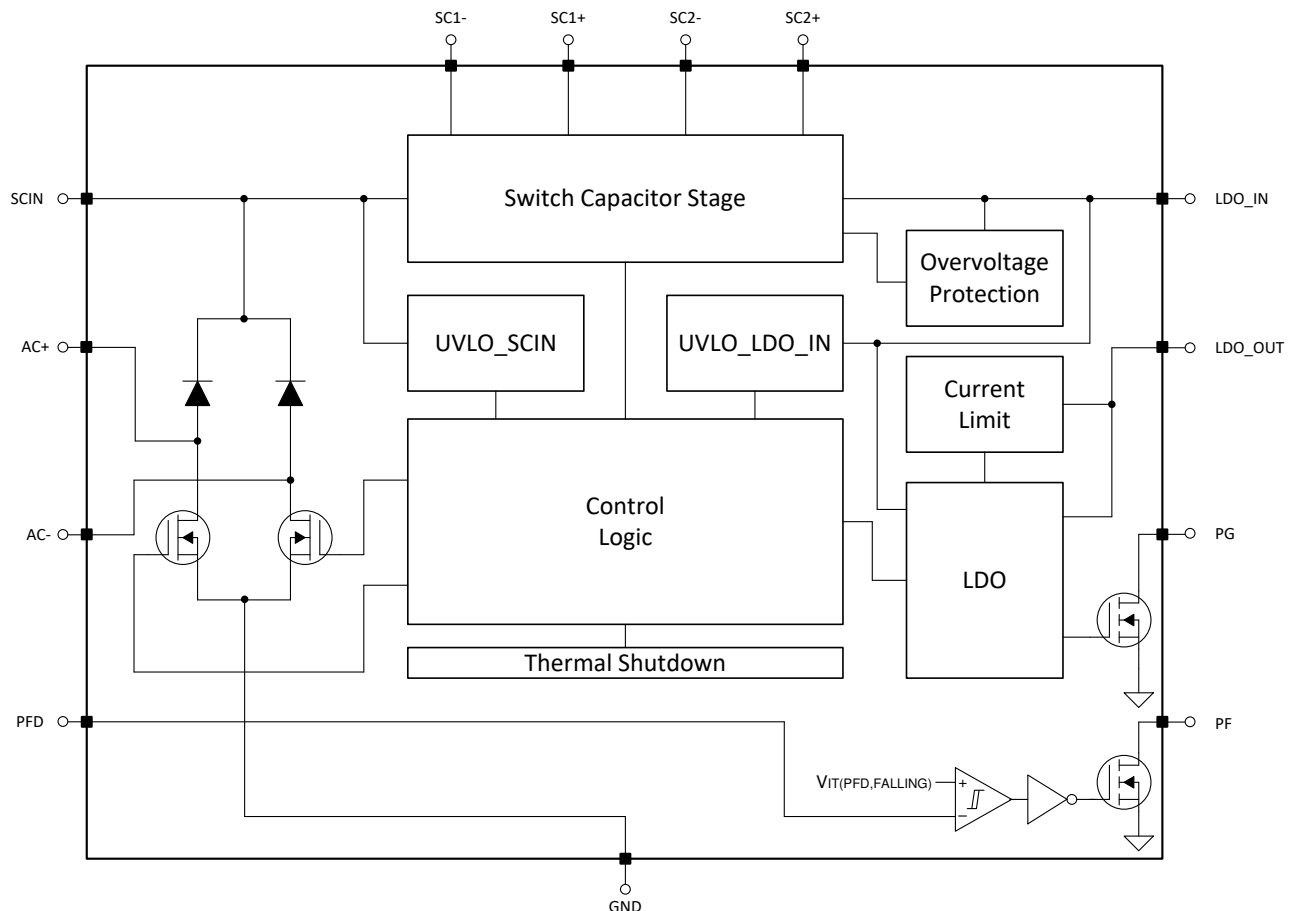 SC1-
SC1+
SC2-
SC2+
SCIN
Switch Capacitor Stage
LDO_IN
Overvoltage
Protection
UVLO_SCIN
UVLO_LDO_IN
AC+
LDO_OUT
Current
Limit
Control
Logic
AC-
PG
LDO
Thermal Shutdown
PFD
PF
VIT(PFD,FALLING)
+
−
GND